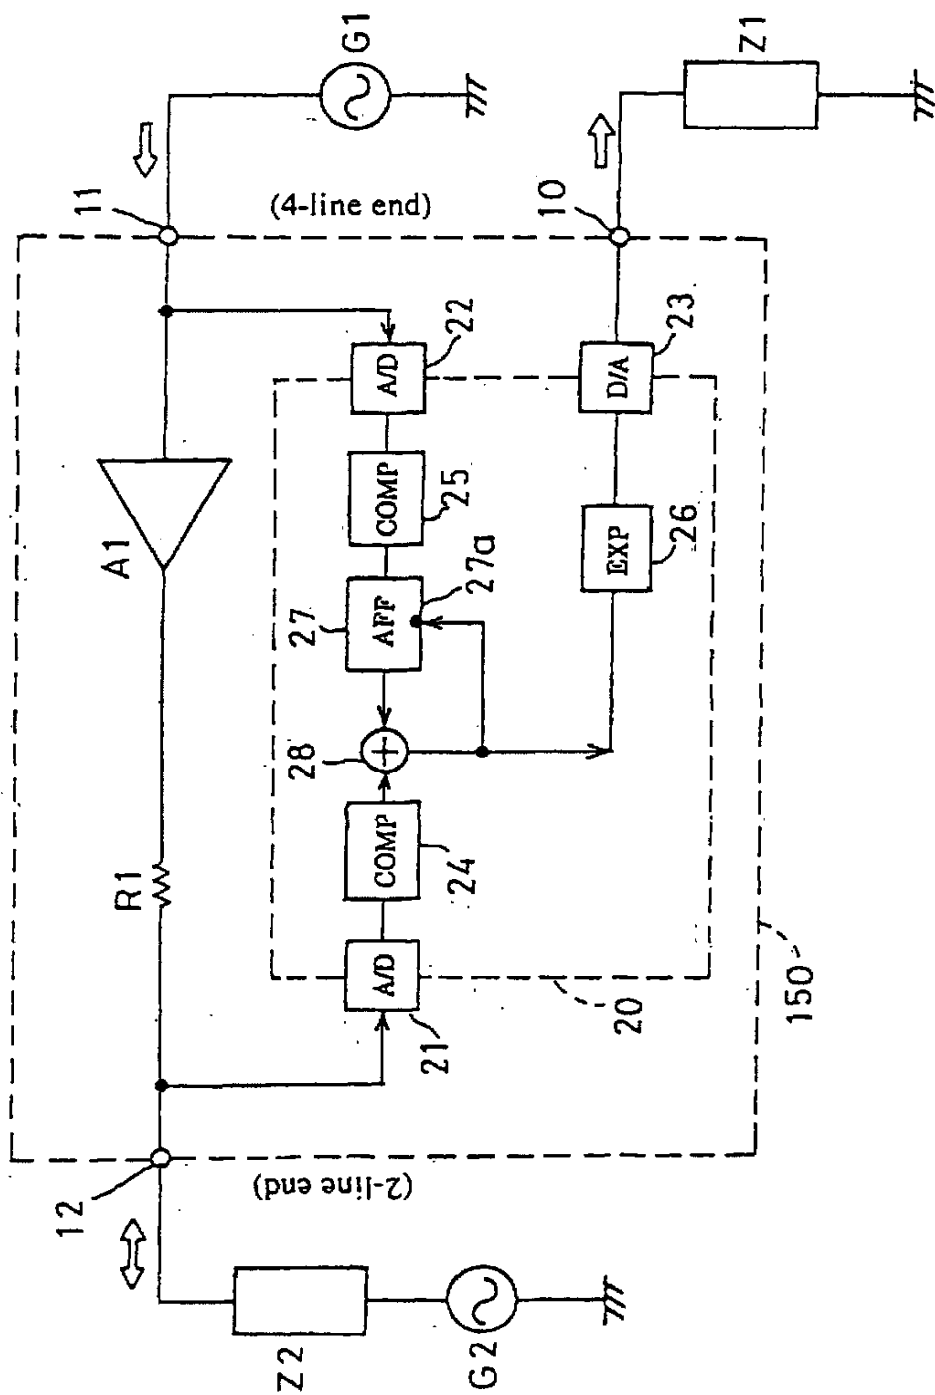 G1
Z1
11
(4-line end)
10
22
A/D
23
D/A
A1
COMP
25
27a
27
AFF
EXP
26
28
R1
COMP
24
A/D
21
20
150
12
(2-line end)
Z2
G2